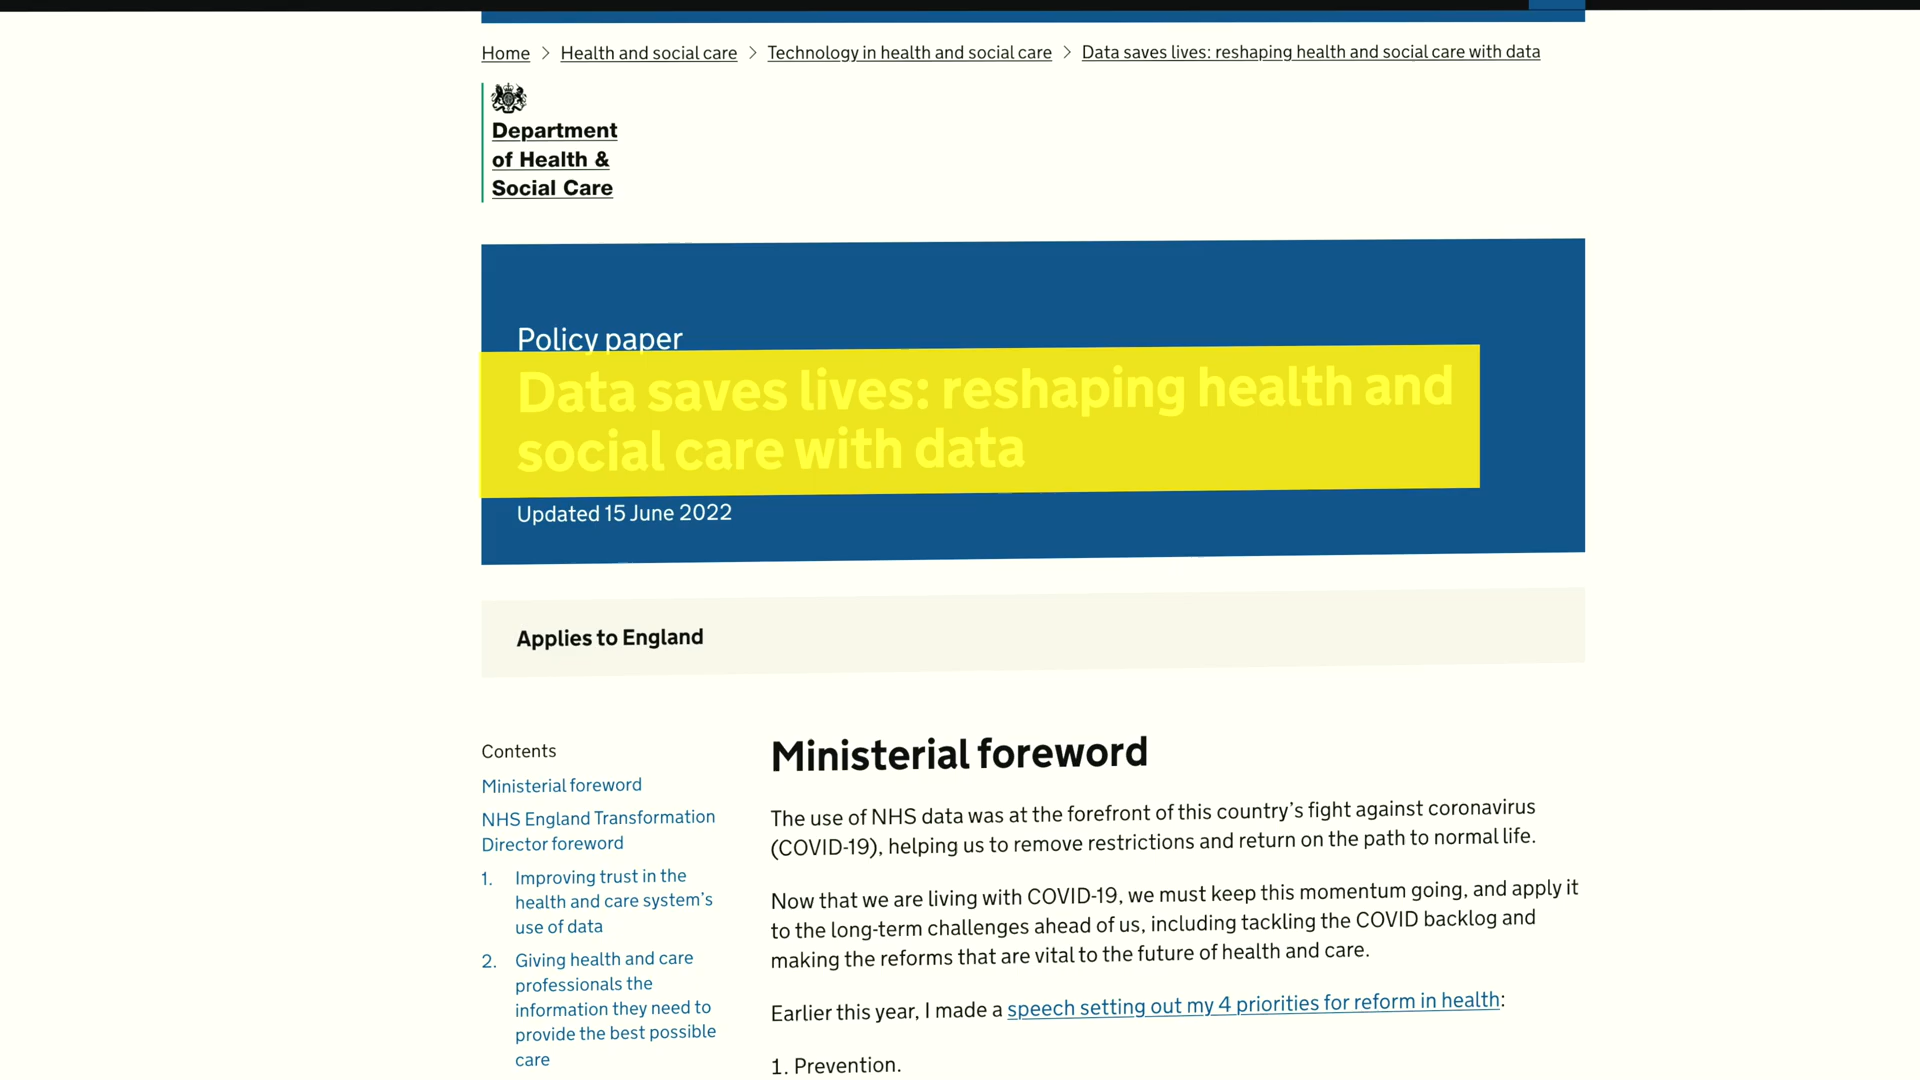 Home > Health and social care > Technology in health and social care > Data saves lives: reshaping health and social care with data
Department
of Health &
Social Care
Policy paper
Data saves lives: reshaping health and
social care with data
Updated 15 June 2022
Applies to England
Contents
Ministerial foreword
NHS England Transformation
Director foreword
1. Improving trust in the
health and care system's
use of data
2. Giving health and care
professionals the
information they need to
provide the best possible
care
Ministerial foreword
The use of NHS data was at the forefront of this country's fight against coronavirus
(COVID-19), helping us to remove restrictions and return on the path to normal life.
Now that we are living with COVID-19, we must keep this momentum going, and apply it
to the long-term challenges ahead of us, including tackling the COVID backlog and
making the reforms that are vital to the future of health and care.
Earlier this year, I made a speech setting out my 4 priorities for reform in health:
1. Prevention.